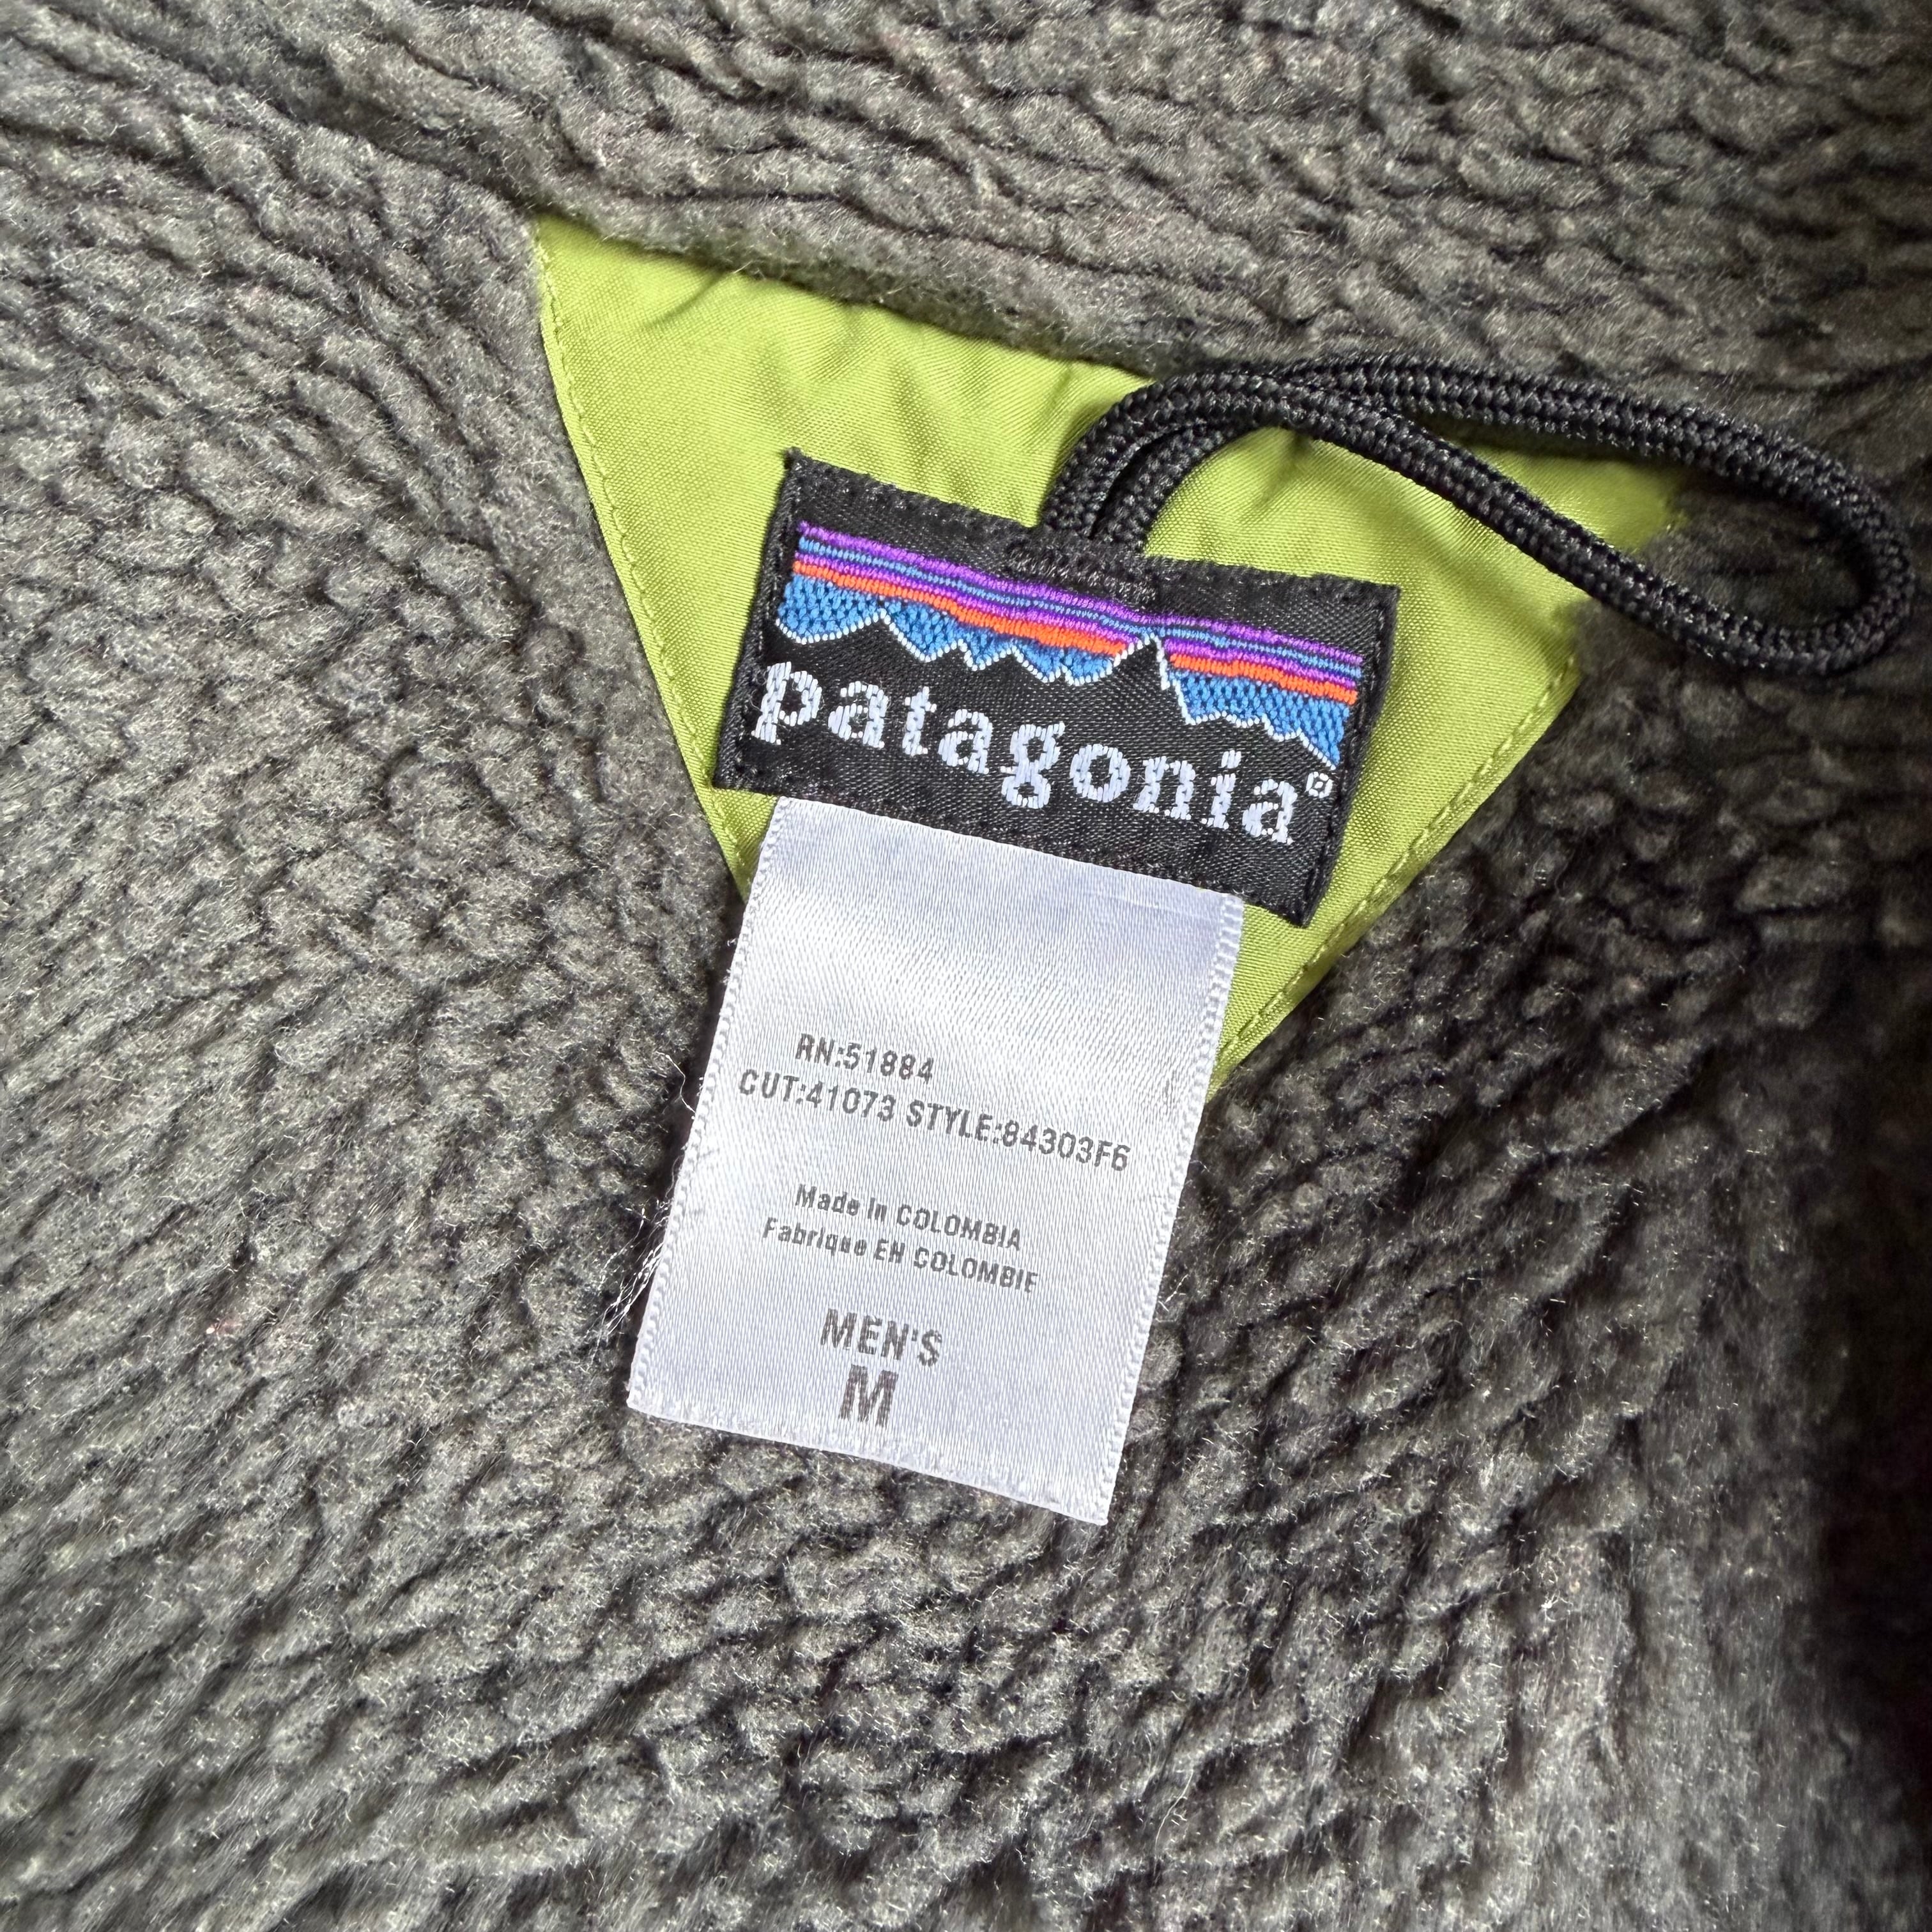 patagonia®
RN:51884
CUT:41073 STYLE:84303F6
Made in COLOMBIA
Fabrique EN COLOMBIE
MEN'S
M